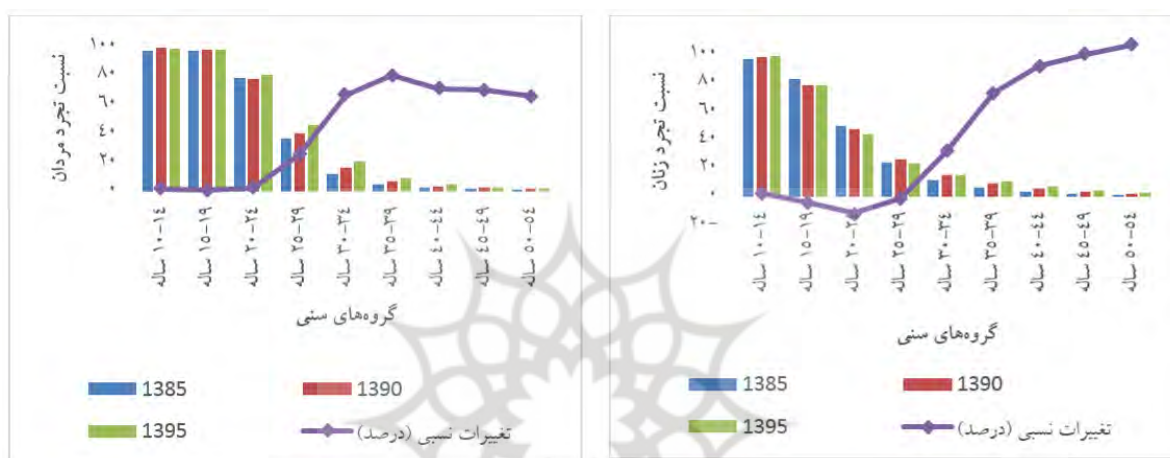 نسبت تجرد مردان
۱۰۰
۸۰
۶۰
۴۰
۲۰
۰
۱۰-۱۴ ساله
۱۵-۱۹ ساله
۲۰-۲۴ ساله
۲۵-۲۹ ساله
۳۰-۳۴ ساله
۳۵-۳۹ ساله
۴۰-۴۴ ساله
۴۵-۴۹ ساله
۵۰-۵۴ ساله
گروه‌های سنی
1385
1390
1395
تغییرات نسبی (درصد)
نسبت تجرد زنان
۱۰۰
۸۰
۶۰
۴۰
۲۰
۰
۲۰-
۱۰-۱۴ ساله
۱۵-۱۹ ساله
۲۰-۲۴ ساله
۲۵-۲۹ ساله
۳۰-۳۴ ساله
۳۵-۳۹ ساله
۴۰-۴۴ ساله
۴۵-۴۹ ساله
۵۰-۵۴ ساله
گروه‌های سنی
1385
1390
1395
تغییرات نسبی (درصد)